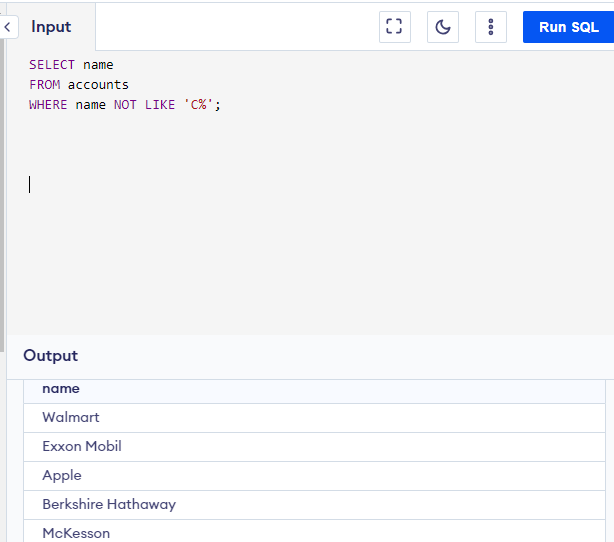 Input
Run SQL
SELECT name
FROM accounts
WHERE name NOT LIKE 'C%';
Output
name
Walmart
Exxon Mobil
Apple
Berkshire Hathaway
McKesson